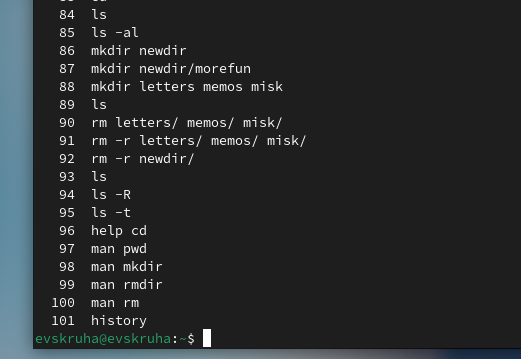 84 ls
85 ls -al
86 mkdir newdir
87 mkdir newdir/morefun
88 mkdir letters memos misk
89 ls
90 rm letters/ memos/ misk/
91 rm -r letters/ memos/ misk/
92 rm -r newdir/
93 ls
94 ls -R
95 ls -t
96 help cd
97 man pwd
98 man mkdir
99 man rmdir
100 man rm
101 history
evskruha@evskruha:~$